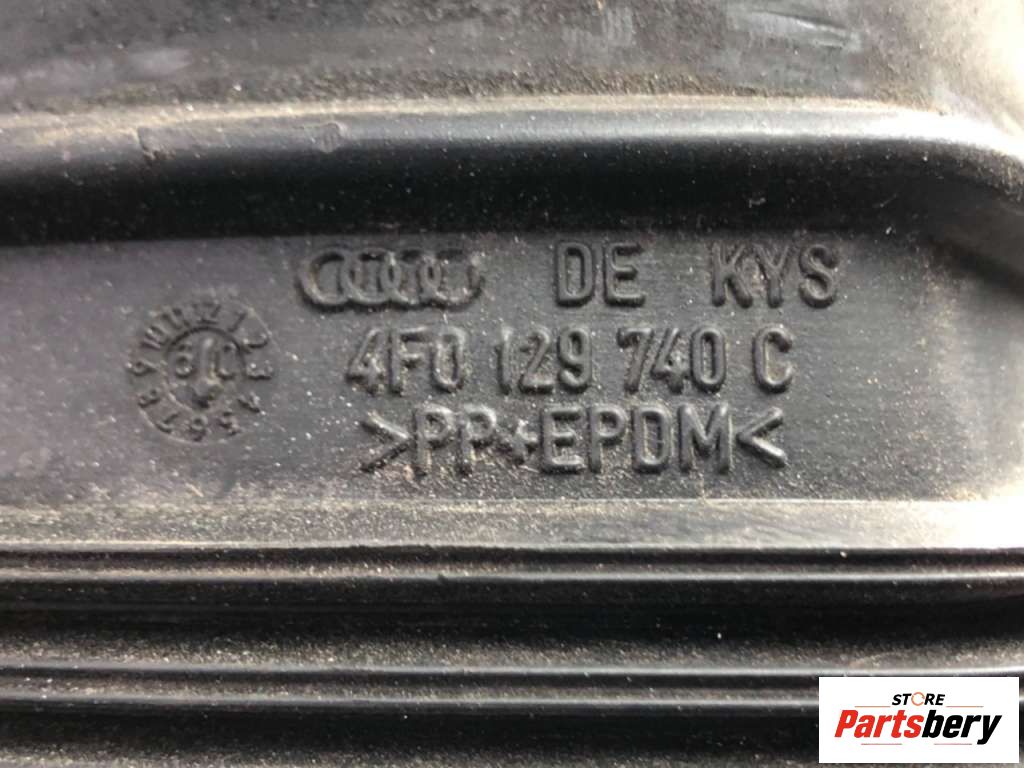 DE KYS
4F0 129 740 C
>PP+EPDM<
STORE
Partsbery